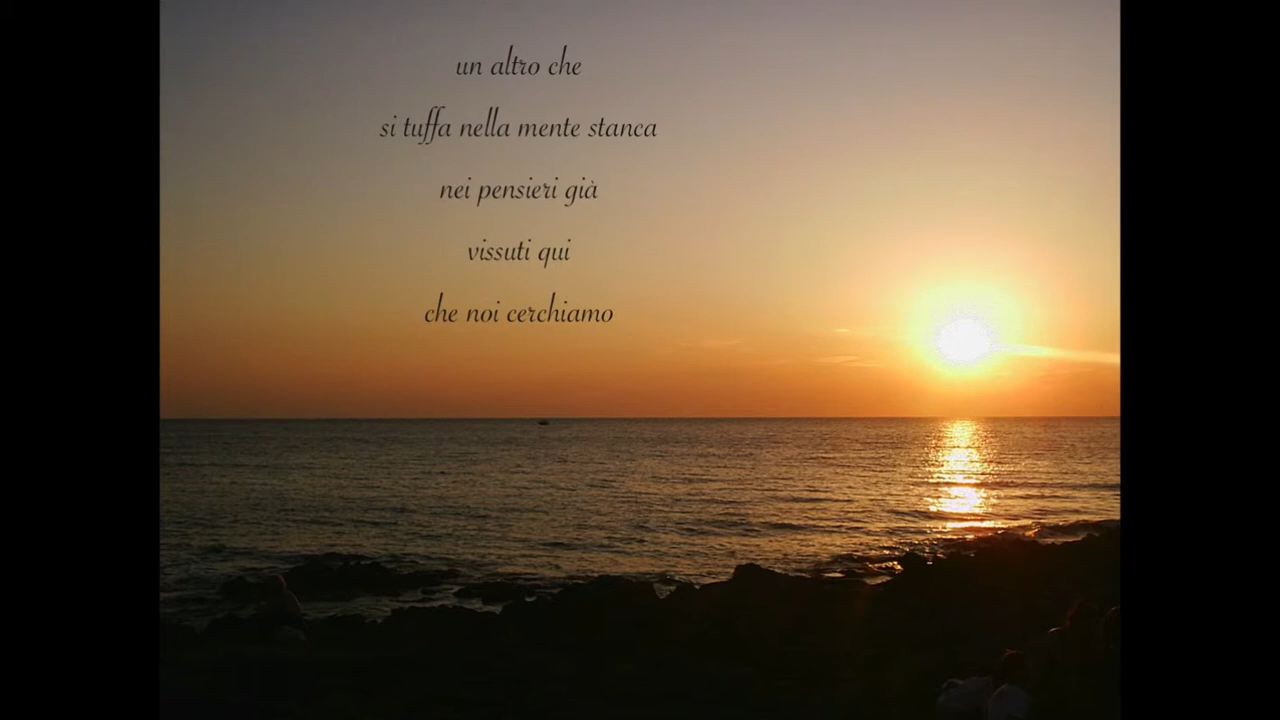 un altro che
si tuffa nella mente stanca
nei pensieri già
vissuti qui
che noi cerchiamo